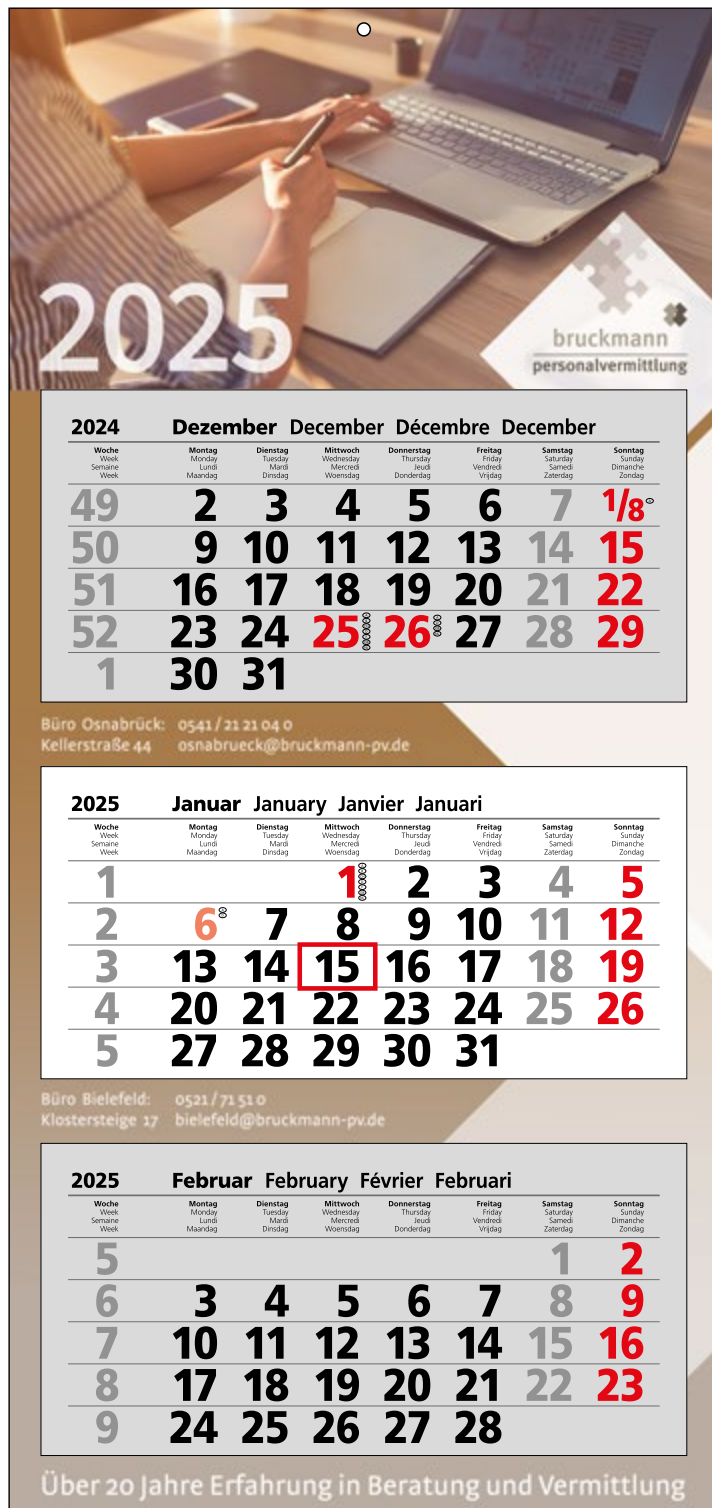 2025
bruckmann
personalvermittlung
2024 Dezember December Décembre December
Woche Montag Dienstag Mittwoch Donnerstag Freitag Samstag Sonntag
Week Monday Tuesday Wednesday Thursday Friday Saturday Sunday
Semaine Lundi Mardi Mercredi Jeudi Vendredi Samedi Dimanche
Week Maandag Dinsdag Woensdag Donderdag Vrijdag Zaterdag Zondag
49 2 3 4 5 6 7 1/8
50 9 10 11 12 13 14 15
51 16 17 18 19 20 21 22
52 23 24 25 26 27 28 29
1 30 31
Büro Osnabrück: 0541/21 21 04 0
Kellerstraße 44 osnabrueck@bruckmann-pv.de
2025 Januar January Janvier Januari
Woche Montag Dienstag Mittwoch Donnerstag Freitag Samstag Sonntag
Week Monday Tuesday Wednesday Thursday Friday Saturday Sunday
Semaine Lundi Mardi Mercredi Jeudi Vendredi Samedi Dimanche
Week Maandag Dinsdag Woensdag Donderdag Vrijdag Zaterdag Zondag
1 1 2 3 4 5
2 6 7 8 9 10 11 12
3 13 14 15 16 17 18 19
4 20 21 22 23 24 25 26
5 27 28 29 30 31
Büro Bielefeld: 0521/71 51 0
Klostersteige 17 bielefeld@bruckmann-pv.de
2025 Februar February Février Februari
Woche Montag Dienstag Mittwoch Donnerstag Freitag Samstag Sonntag
Week Monday Tuesday Wednesday Thursday Friday Saturday Sunday
Semaine Lundi Mardi Mercredi Jeudi Vendredi Samedi Dimanche
Week Maandag Dinsdag Woensdag Donderdag Vrijdag Zaterdag Zondag
5 1 2
6 3 4 5 6 7 8 9
7 10 11 12 13 14 15 16
8 17 18 19 20 21 22 23
9 24 25 26 27 28
Über 20 Jahre Erfahrung in Beratung und Vermittlung